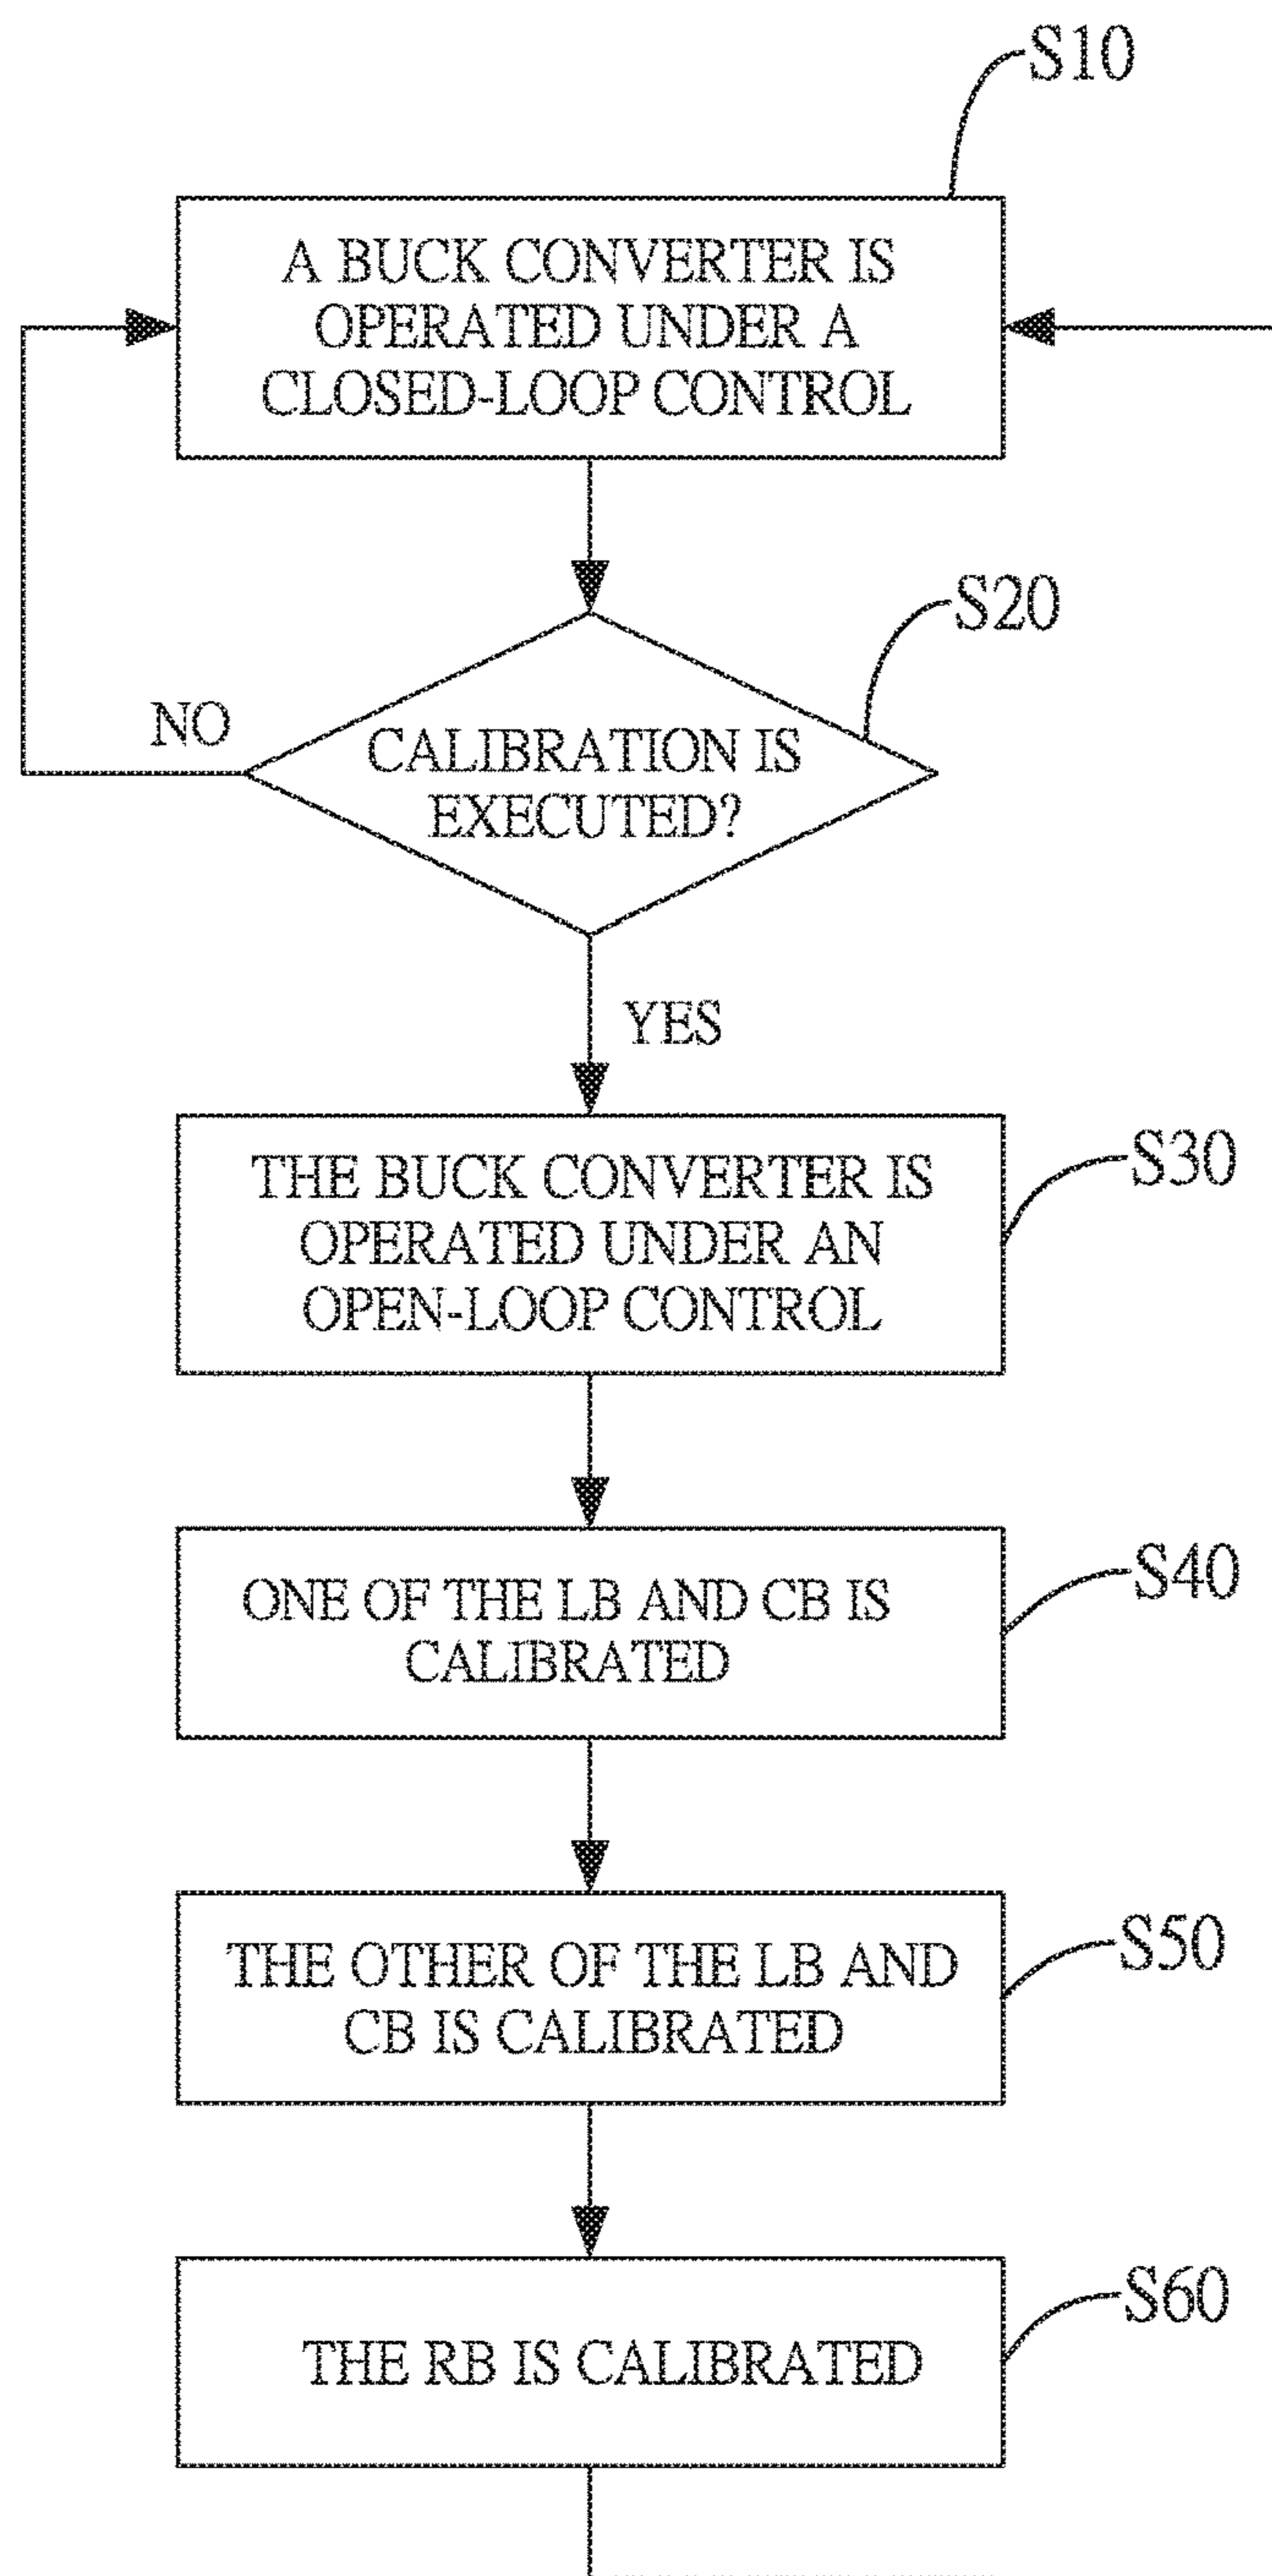 S10
A BUCK CONVERTER IS
OPERATED UNDER A
CLOSED-LOOP CONTROL
S20
NO
CALIBRATION IS
EXECUTED?
YES
THE BUCK CONVERTER IS
OPERATED UNDER AN
OPEN-LOOP CONTROL
S30
ONE OF THE LB AND CB IS
CALIBRATED
S40
THE OTHER OF THE LB AND
CB IS CALIBRATED
S50
THE RB IS CALIBRATED
S60